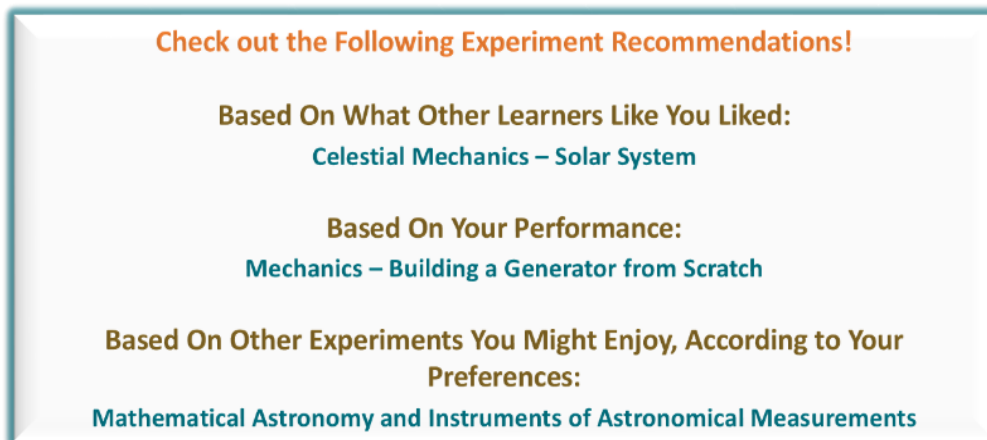 Check out the Following Experiment Recommendations!
Based On What Other Learners Like You Liked:
Celestial Mechanics – Solar System
Based On Your Performance:
Mechanics – Building a Generator from Scratch
Based On Other Experiments You Might Enjoy, According to Your
Preferences:
Mathematical Astronomy and Instruments of Astronomical Measurements